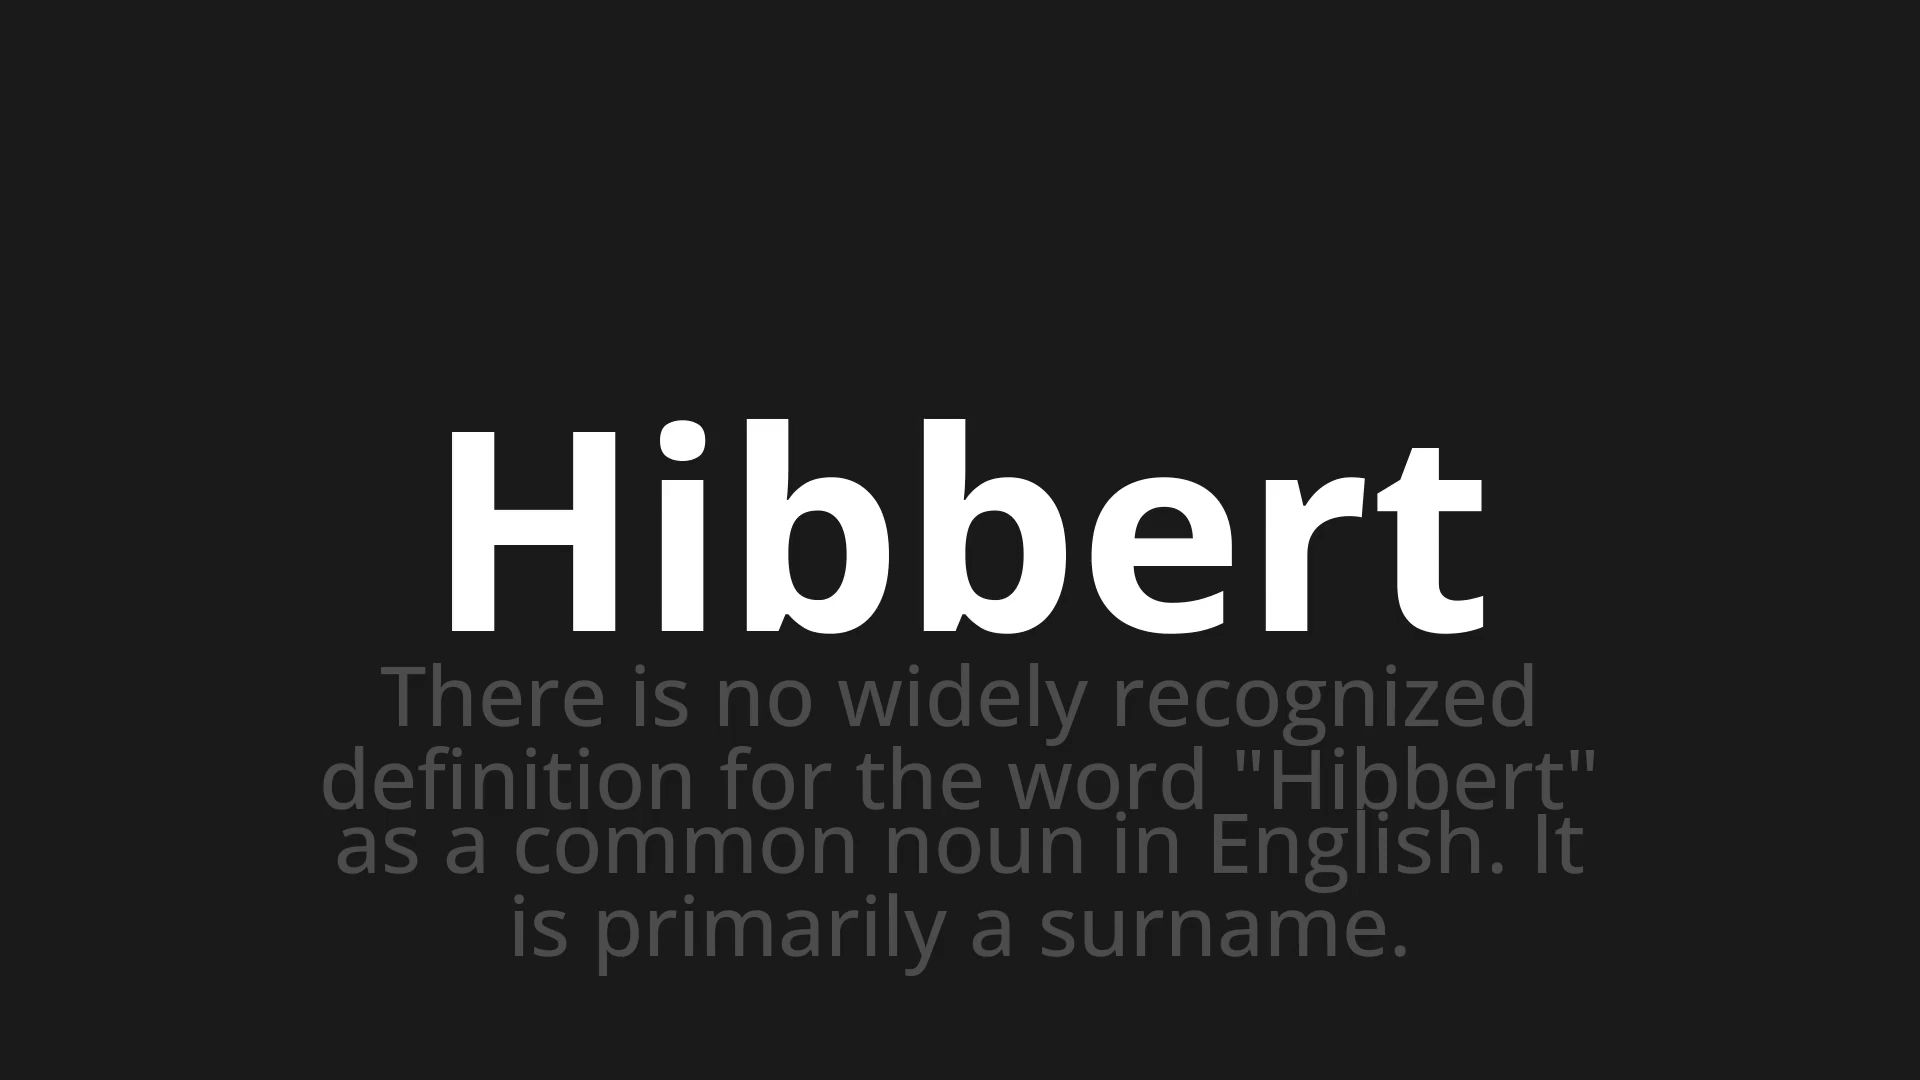 Hibbert
There is no widely recognized
definition for the word "Hibbert"
as a common noun in English. It
is primarily a surname.